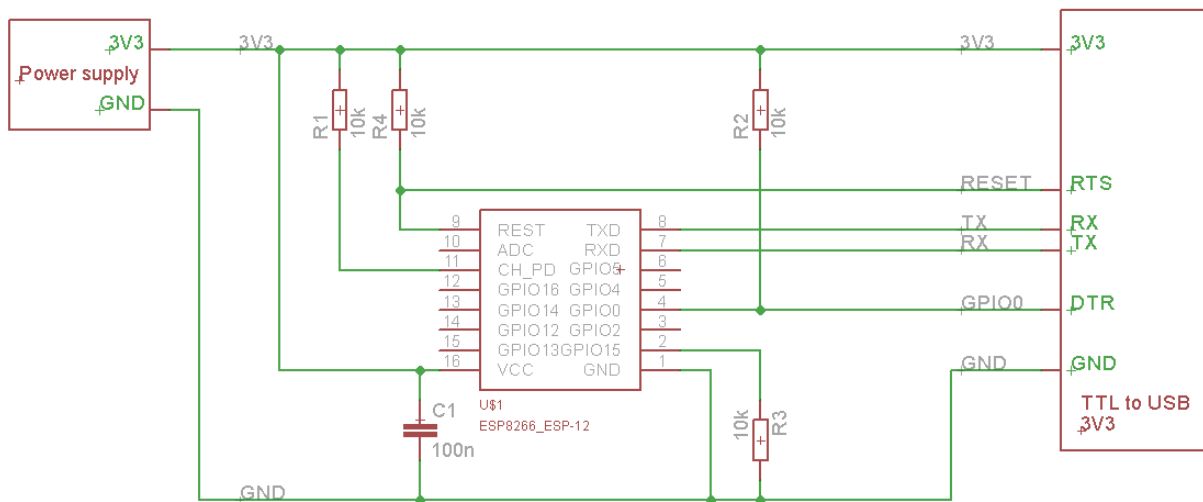 3V3 3V3 3V3 3V3
Power supply
GND
R1 10k R4 10k R2 10k
RESET RTS
9 REST TXD 8 TX RX
10 ADC RXD 7 RX TX
11 CH_PD GPIO5 6
12 GPIO16 GPIO4 5
13 GPIO14 GPIO0 4 GPIO0 DTR
14 GPIO12 GPIO2 3
15 GPIO13 GPIO15 2
16 VCC GND 1 GND GND
U$1
ESP8266_ESP-12
C1
100n
10k R3
TTL to USB
3V3
GND